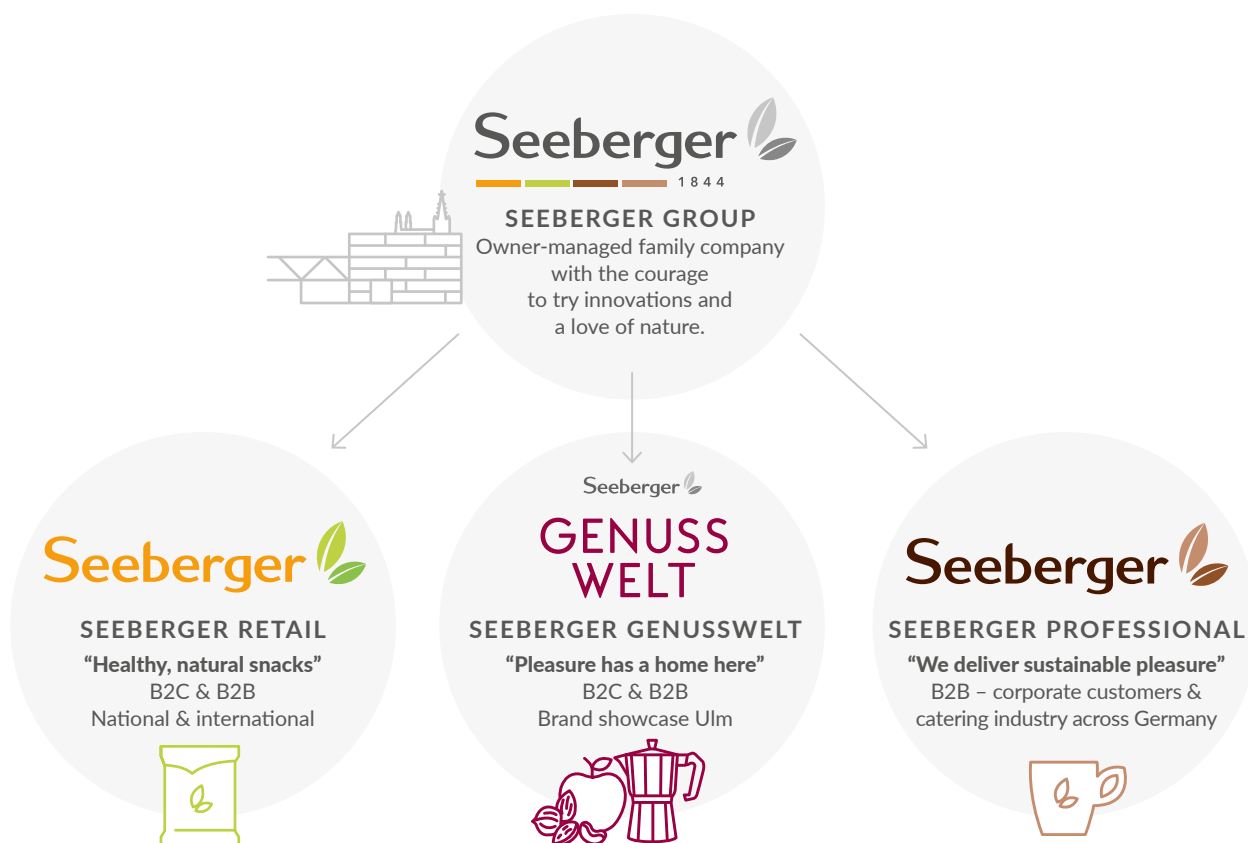 Seeberger
1844
SEEBERGER GROUP
Owner-managed family company
with the courage
to try innovations and
a love of nature.
Seeberger
SEEBERGER RETAIL
“Healthy, natural snacks”
B2C & B2B
National & international
Seeberger
GENUSS
WELT
SEEBERGER GENUSSWELT
“Pleasure has a home here”
B2C & B2B
Brand showcase Ulm
Seeberger
SEEBERGER PROFESSIONAL
“We deliver sustainable pleasure”
B2B – corporate customers &
catering industry across Germany